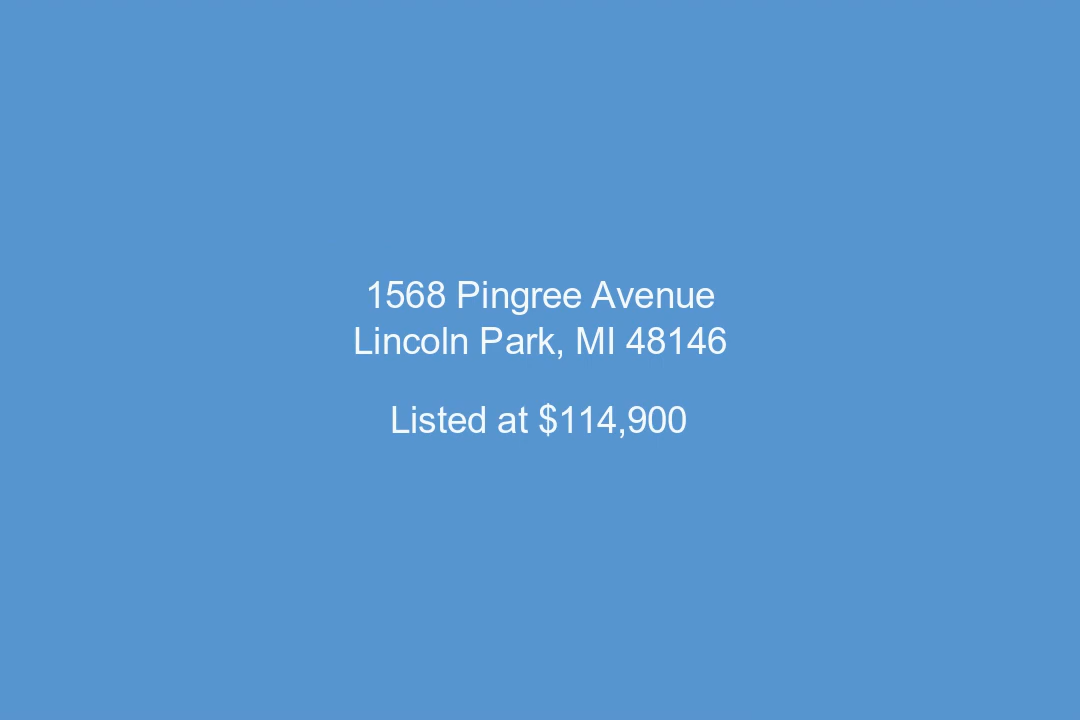 1568 Pingree Avenue
Lincoln Park, MI 48146
Listed at $114,900